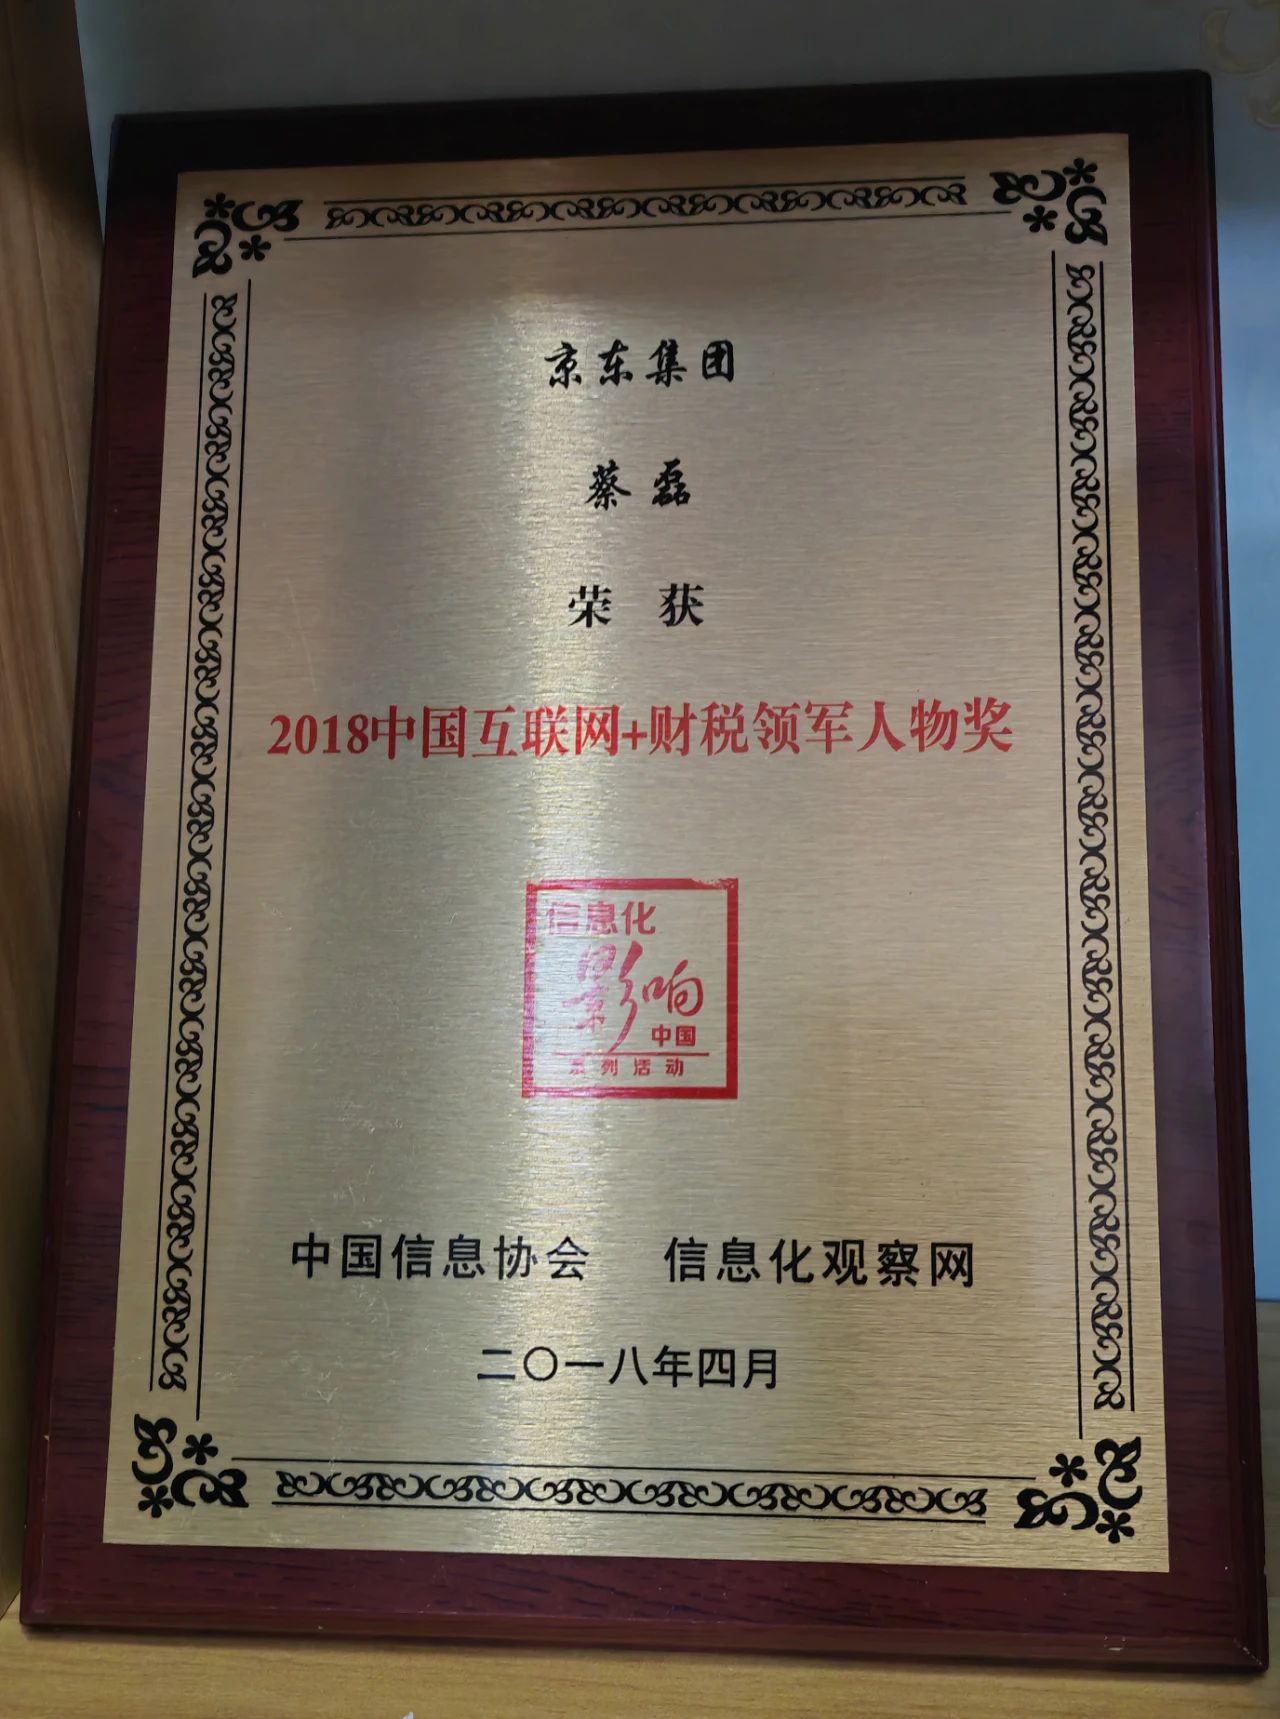 京东集团
蔡磊
荣获
2018中国互联网+财税领军人物奖
信息化
影响
中国
系列活动
中国信息协会 信息化观察网
二〇一八年四月